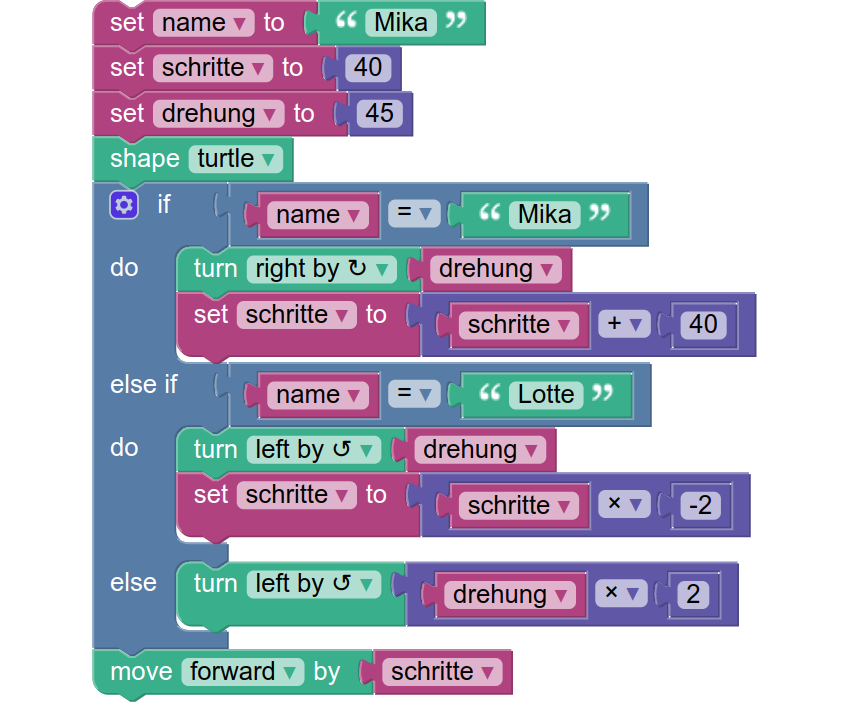 set name ▾ to “ Mika ”
set schritte ▾ to 40
set drehung ▾ to 45
shape turtle ▾
if name ▾ = ▾ “ Mika ”
do turn right by ↻ ▾ drehung ▾
set schritte ▾ to schritte ▾ + ▾ 40
else if name ▾ = ▾ “ Lotte ”
do turn left by ↺ ▾ drehung ▾
set schritte ▾ to schritte ▾ × ▾ -2
else turn left by ↺ ▾ drehung ▾ × ▾ 2
move forward ▾ by schritte ▾